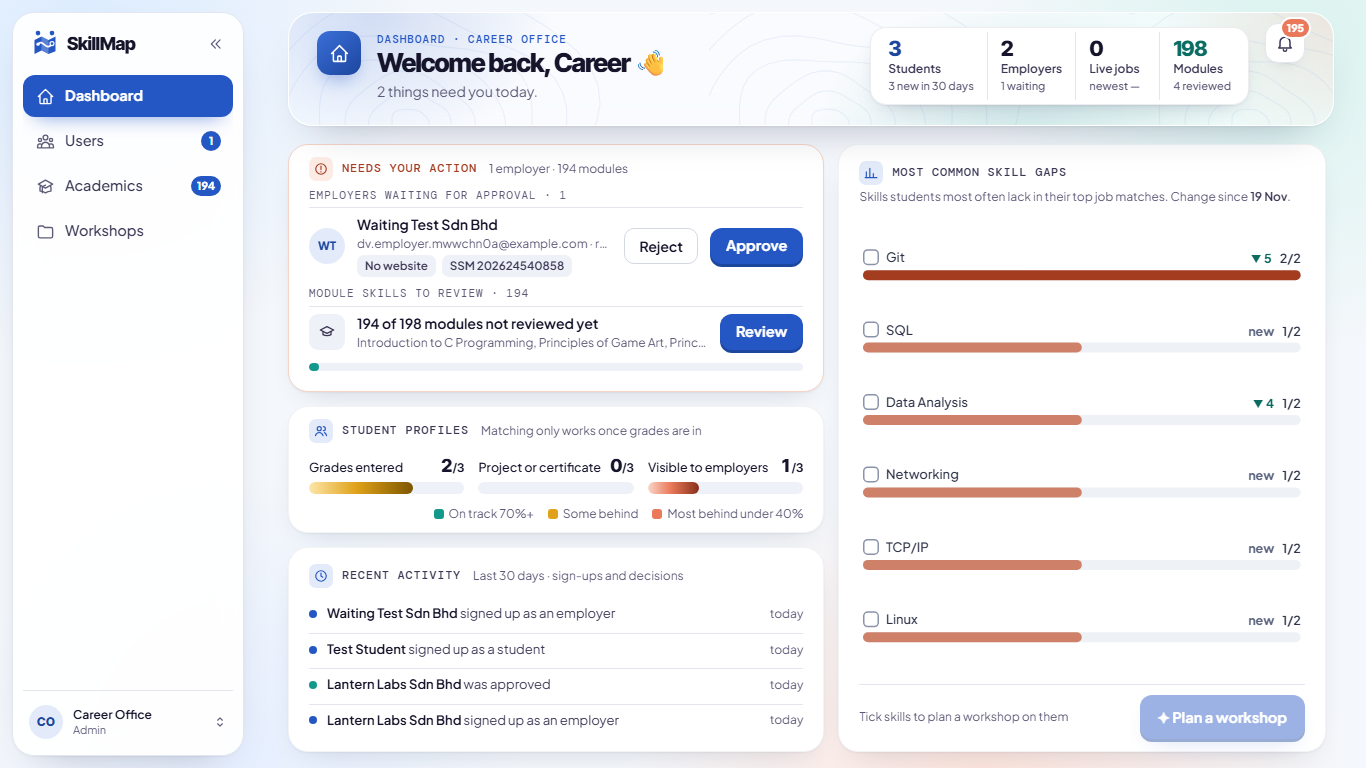 SkillMap
Dashboard
Users 1
Academics 194
Workshops
CO
Career Office
Admin
DASHBOARD · CAREER OFFICE
Welcome back, Career 👋
2 things need you today.
3
Students
3 new in 30 days
2
Employers
1 waiting
0
Live jobs
newest —
198
Modules
4 reviewed
195
NEEDS YOUR ACTION 1 employer · 194 modules
EMPLOYERS WAITING FOR APPROVAL · 1
WT
Waiting Test Sdn Bhd
dv.employer.mwwchn0a@example.com · r...
No website SSM 202624540858
Reject Approve
MODULE SKILLS TO REVIEW · 194
194 of 198 modules not reviewed yet
Introduction to C Programming, Principles of Game Art, Princ...
Review
STUDENT PROFILES Matching only works once grades are in
Grades entered 2/3 Project or certificate 0/3 Visible to employers 1/3
On track 70%+ Some behind Most behind under 40%
RECENT ACTIVITY Last 30 days · sign-ups and decisions
Waiting Test Sdn Bhd signed up as an employer today
Test Student signed up as a student today
Lantern Labs Sdn Bhd was approved today
Lantern Labs Sdn Bhd signed up as an employer today
MOST COMMON SKILL GAPS
Skills students most often lack in their top job matches. Change since 19 Nov.
Git ▼5 2/2
SQL new 1/2
Data Analysis ▼4 1/2
Networking new 1/2
TCP/IP new 1/2
Linux new 1/2
Tick skills to plan a workshop on them
✦ Plan a workshop